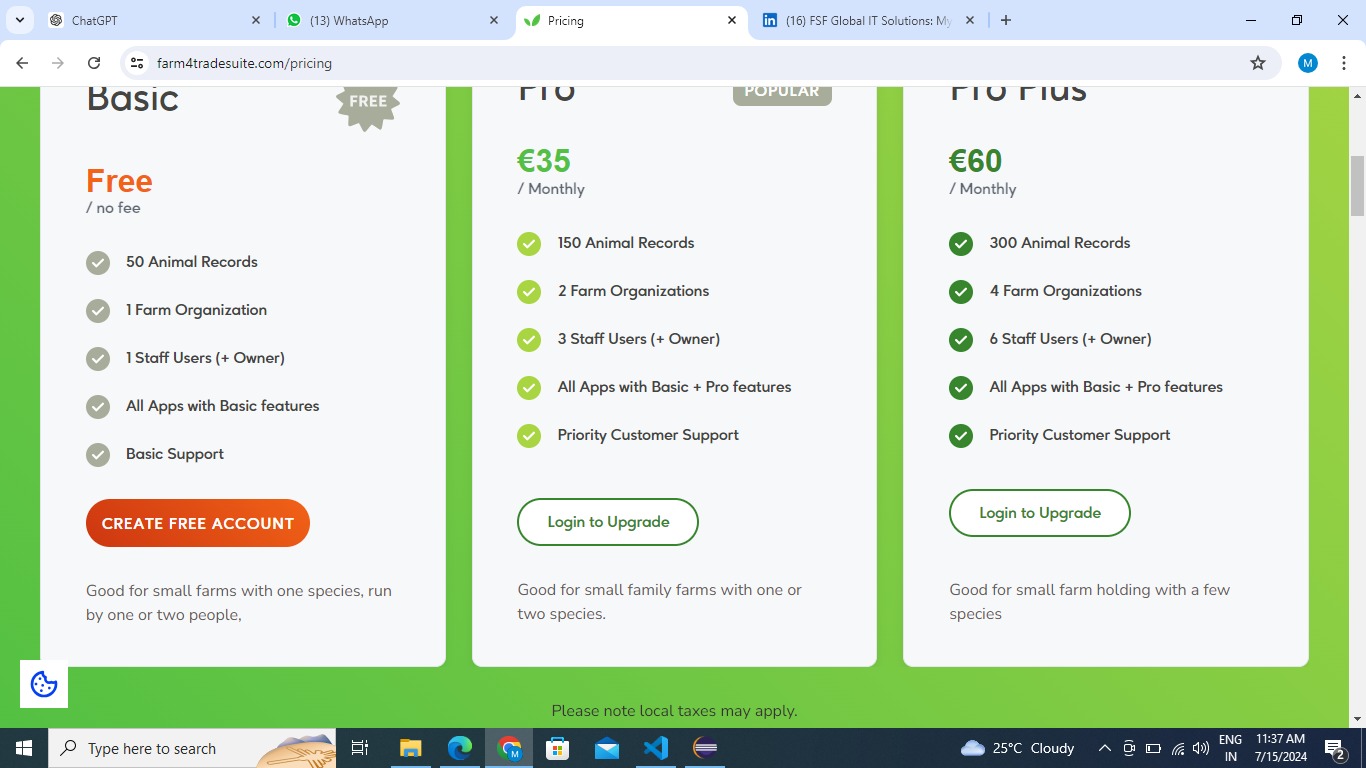 ChatGPT
(13) WhatsApp
Pricing
(16) FSF Global IT Solutions: My
farm4tradesuite.com/pricing
M
Basic
FREE
Free
/ no fee
50 Animal Records
1 Farm Organization
1 Staff Users (+ Owner)
All Apps with Basic features
Basic Support
CREATE FREE ACCOUNT
Good for small farms with one species, run
by one or two people,
Pro
POPULAR
€35
/ Monthly
150 Animal Records
2 Farm Organizations
3 Staff Users (+ Owner)
All Apps with Basic + Pro features
Priority Customer Support
Login to Upgrade
Good for small family farms with one or
two species.
Pro Plus
€60
/ Monthly
300 Animal Records
4 Farm Organizations
6 Staff Users (+ Owner)
All Apps with Basic + Pro features
Priority Customer Support
Login to Upgrade
Good for small farm holding with a few
species
Please note local taxes may apply.
Type here to search
M
25°C Cloudy
ENG
IN
11:37 AM
7/15/2024
2